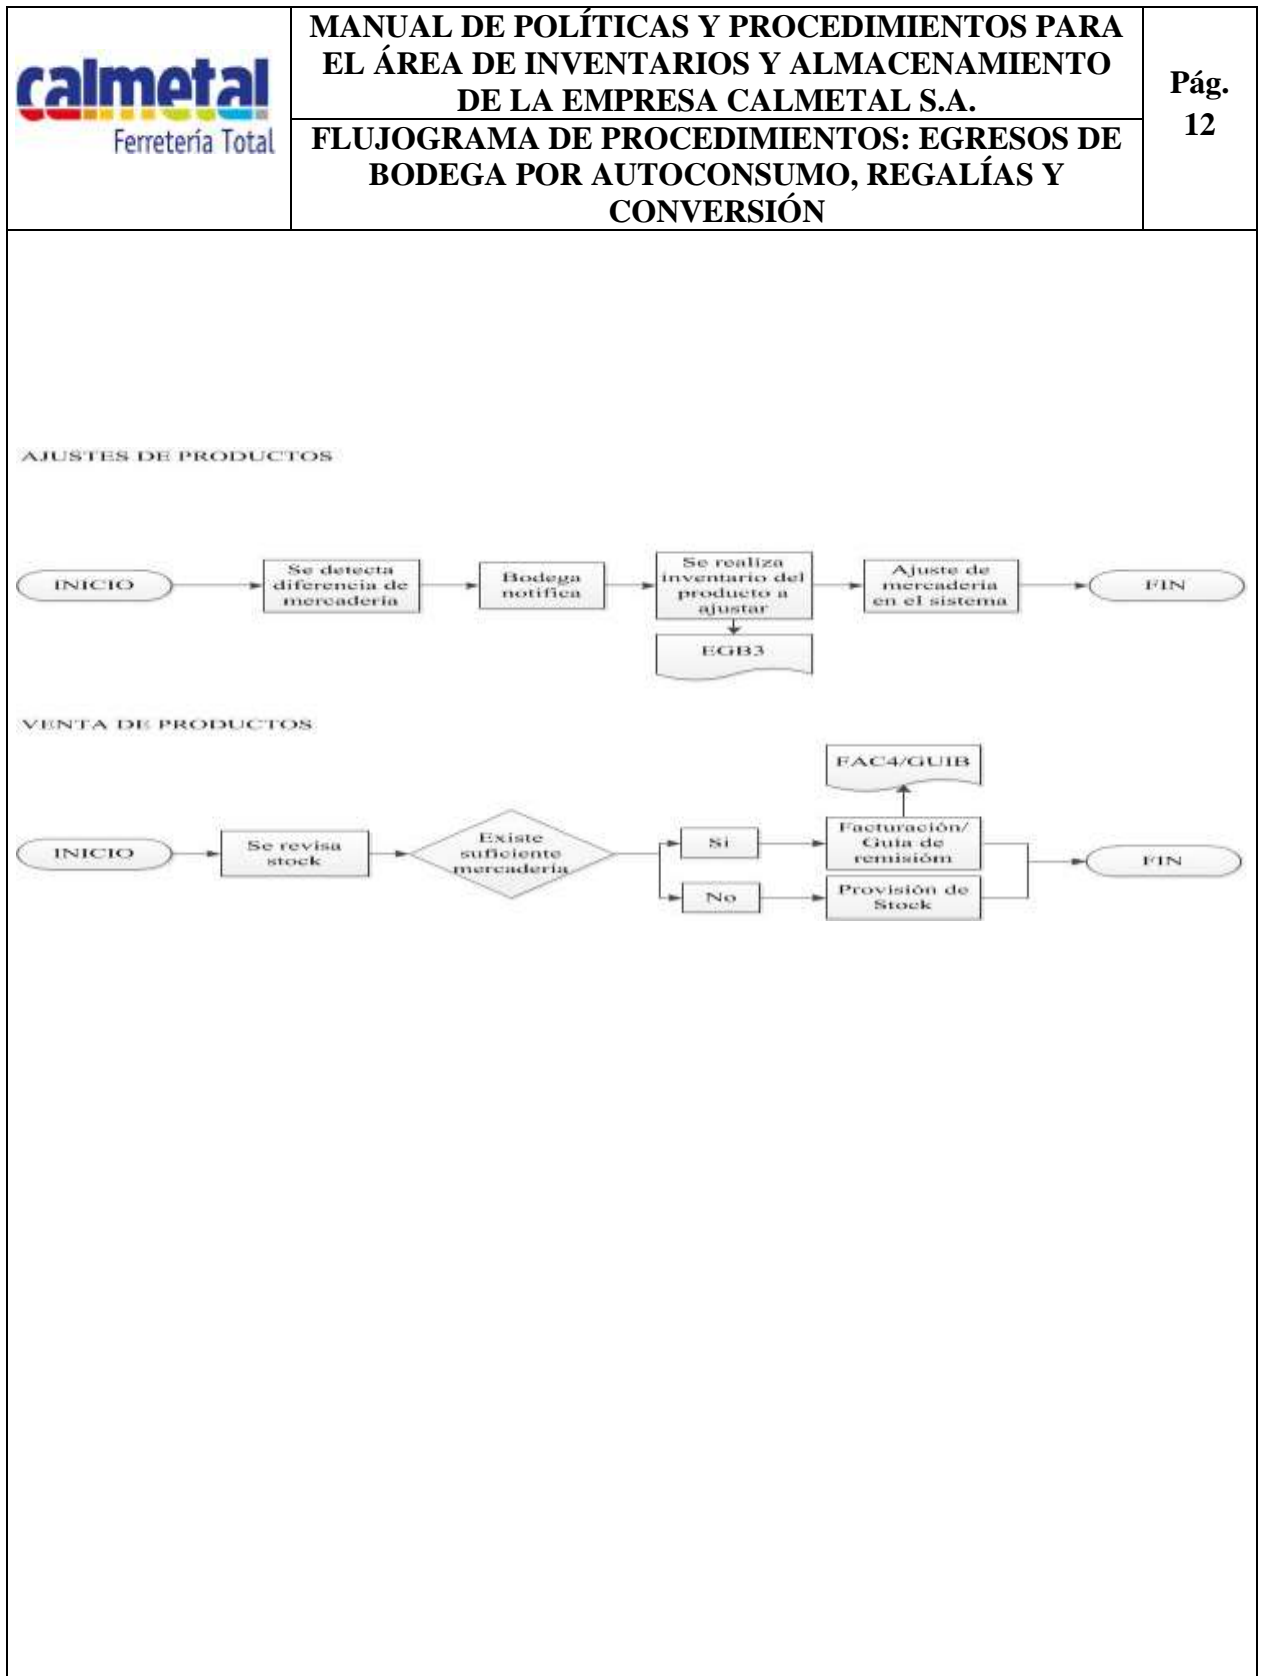 calmetal
Ferretería Total
MANUAL DE POLÍTICAS Y PROCEDIMIENTOS PARA
EL ÁREA DE INVENTARIOS Y ALMACENAMIENTO
DE LA EMPRESA CALMETAL S.A.
FLUJOGRAMA DE PROCEDIMIENTOS: EGRESOS DE
BODEGA POR AUTOCONSUMO, REGALÍAS Y
CONVERSIÓN
Pág.
12
AJUSTES DE PRODUCTOS
INICIO
Se detecta
diferencia de
mercadería
Bodega
notifica
Se realiza
inventario del
producto a
ajustar
EGB3
Ajuste de
mercadería
en el sistema
FIN
VENTA DE PRODUCTOS
INICIO
Se revisa
stock
Existe
suficiente
mercadería
Si
No
FAC4/GUIB
Facturación/
Guía de
remisióm
Provisión de
Stock
FIN